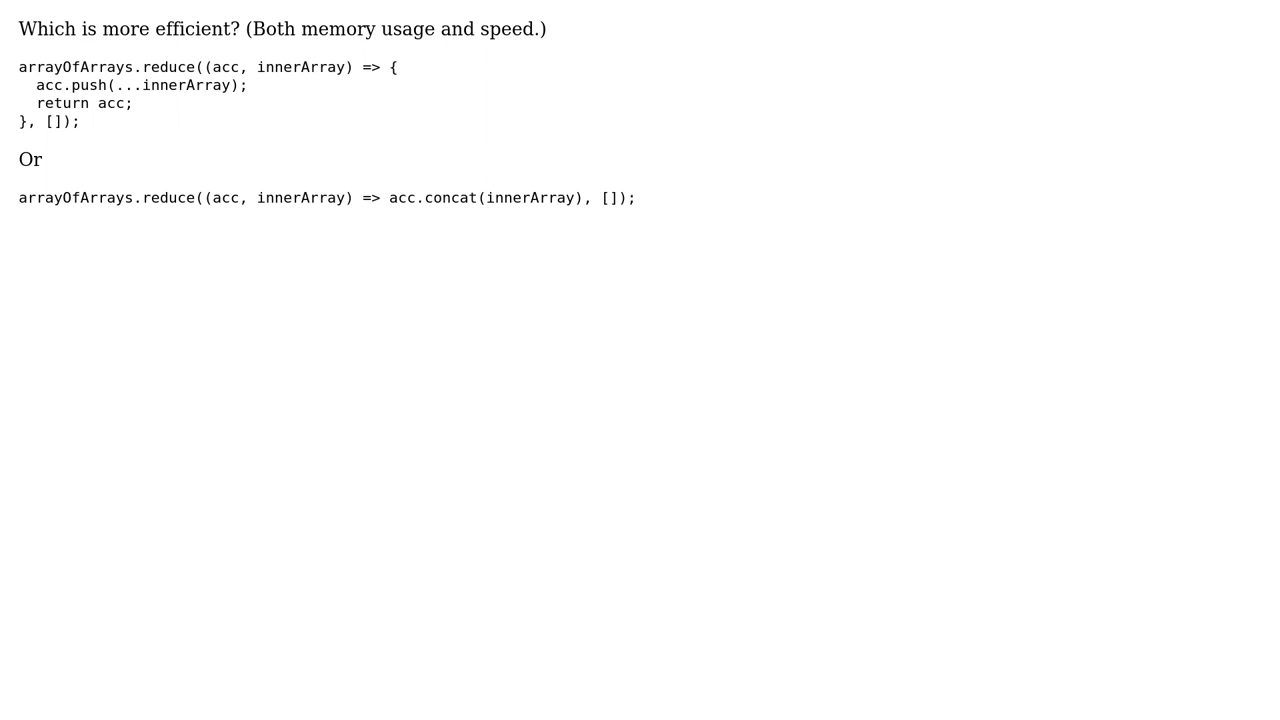 Which is more efficient? (Both memory usage and speed.)
arrayOfArrays.reduce((acc, innerArray) => {
  acc.push(...innerArray);
  return acc;
}, []);
Or
arrayOfArrays.reduce((acc, innerArray) => acc.concat(innerArray), []);